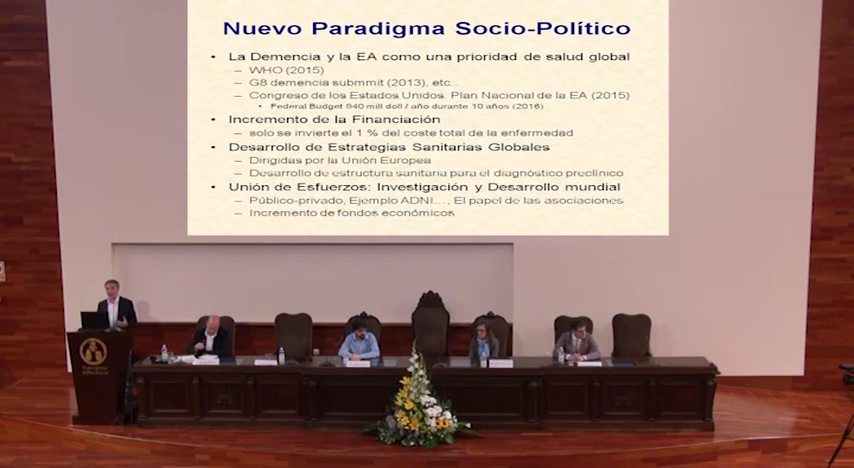 Nuevo Paradigma Socio-Político
• La Demencia y la EA como una prioridad de salud global
– WHO (2015)
– G8 demencia submmit (2013), etc..
– Congreso de los Estados Unidos. Plan Nacional de la EA (2015)
• Federal Budget 940 mill doll / año durante 10 años (2016)
• Incremento de la Financiación
– solo se invierte el 1 % del coste total de la enfermedad
• Desarrollo de Estrategias Sanitarias Globales
– Dirigidas por la Unión Europea
– Desarrollo de estructura sanitaria para el diagnóstico preclínico
• Unión de Esfuerzos: Investigación y Desarrollo mundial
– Público-privado, Ejemplo ADNI..., El papel de las asociaciones
– Incremento de fondos económicos